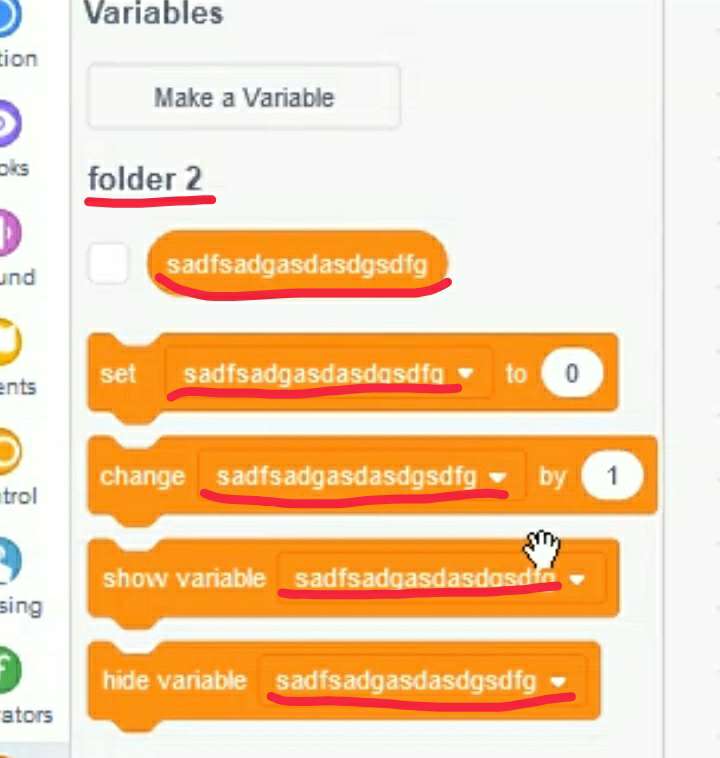 Variables
Make a Variable
folder 2
sadfsadgasdasdgsdfg
set sadfsadgasdasdgsdfg to 0
change sadfsadgasdasdgsdfg by 1
show variable sadfsadgasdasdgsdfg
hide variable sadfsadgasdasdgsdfg
tion
oks
und
ents
trol
sing
ators